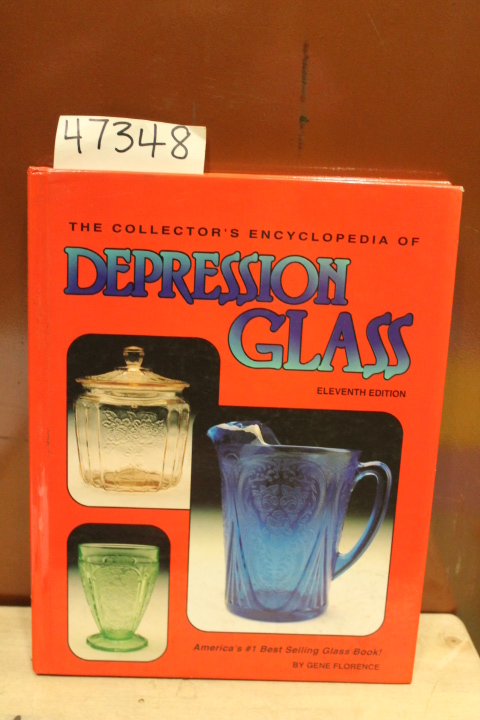 47348
THE COLLECTOR'S ENCYCLOPEDIA OF
DEPRESSION
GLASS
ELEVENTH EDITION
America's #1 Best Selling Glass Book!
BY GENE FLORENCE